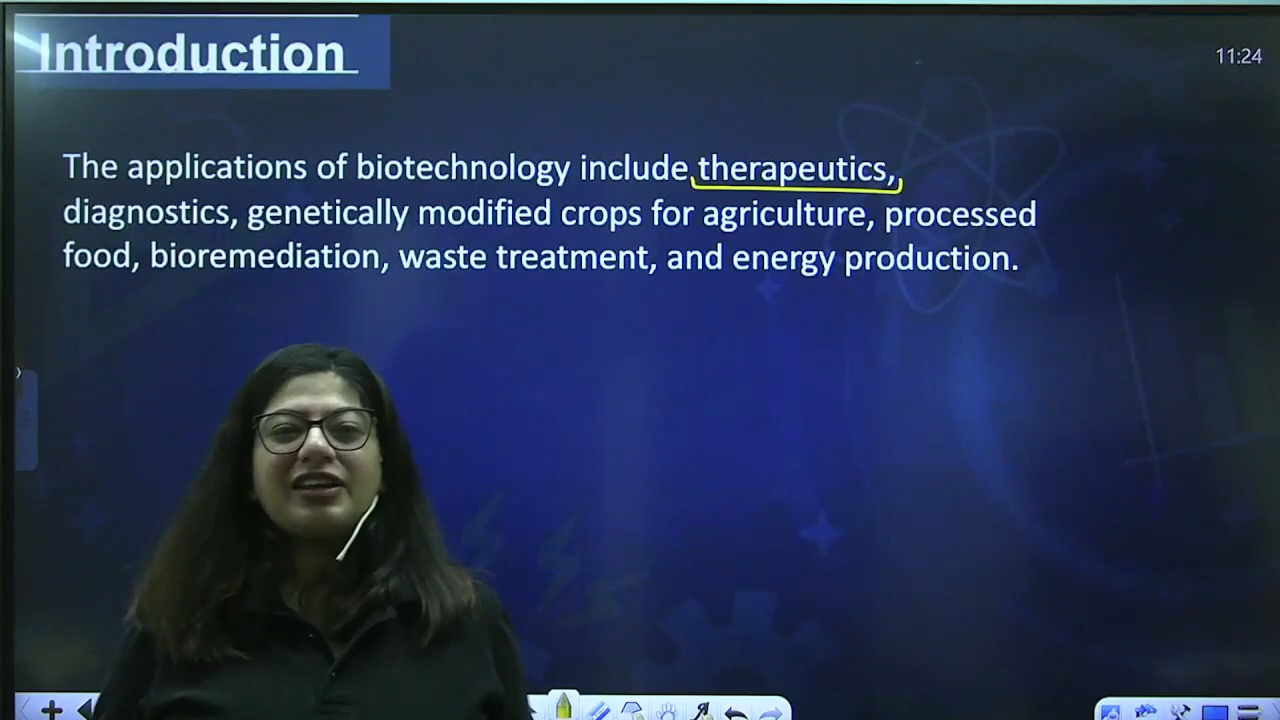 Introduction
11:24
The applications of biotechnology include therapeutics,
diagnostics, genetically modified crops for agriculture, processed
food, bioremediation, waste treatment, and energy production.